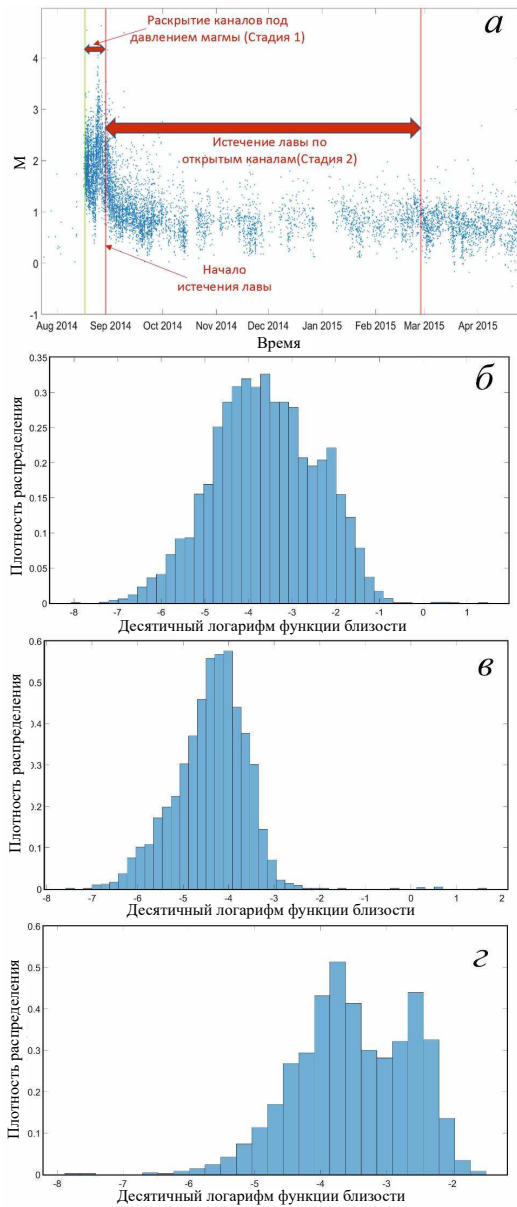 Раскрытие каналов под
давлением магмы (Стадия 1)
а
4
3
2
1
0
-1
М
Истечение лавы по
открытым каналам(Стадия 2)
Начало
истечения лавы
Aug 2014 Sep 2014 Oct 2014 Nov 2014 Dec 2014 Jan 2015 Feb 2015 Mar 2015 Apr 2015
Время
б
0.35
0.3
0.25
0.2
0.15
0.1
0.05
0
Плотность распределения
-8 -7 -6 -5 -4 -3 -2 -1 0 1
Десятичный логарифм функции близости
в
0.6
0.5
0.4
0.3
0.2
0.1
0
Плотность распределения
-8 -7 -6 -5 -4 -3 -2 -1 0 1 2
Десятичный логарифм функции близости
г
0.6
0.5
0.4
0.3
0.2
0.1
0
Плотность распределения
-8 -7 -6 -5 -4 -3 -2
Десятичный логарифм функции близости